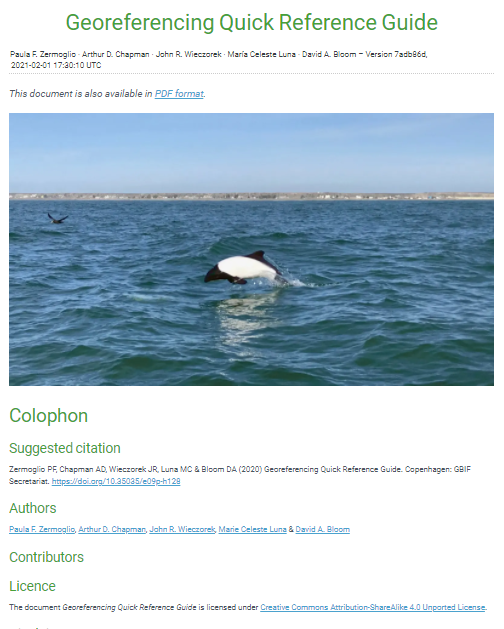 Georeferencing Quick Reference Guide
Paula F. Zermoglio · Arthur D. Chapman · John R. Wieczorek · María Celeste Luna · David A. Bloom – Version 7adb86d,
2021-02-01 17:30:10 UTC
This document is also available in PDF format.
Colophon
Suggested citation
Zermoglio PF, Chapman AD, Wieczorek JR, Luna MC & Bloom DA (2020) Georeferencing Quick Reference Guide. Copenhagen: GBIF
Secretariat. https://doi.org/10.35035/e09p-h128
Authors
Paula F. Zermoglio, Arthur D. Chapman, John R. Wieczorek, Marie Celeste Luna & David A. Bloom
Contributors
Licence
The document Georeferencing Quick Reference Guide is licensed under Creative Commons Attribution-ShareAlike 4.0 Unported License.